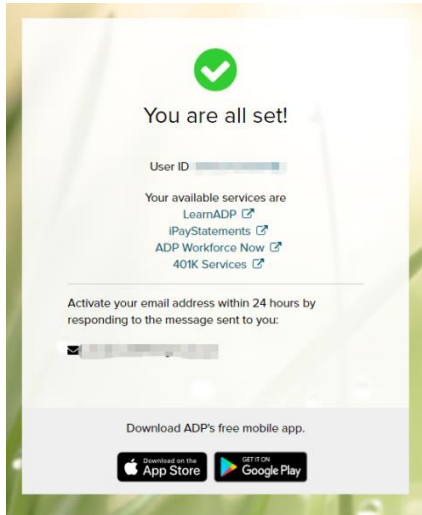 You are all set!
User ID
Your available services are
LearnADP
iPayStatements
ADP Workforce Now
401K Services
Activate your email address within 24 hours by
responding to the message sent to you:
Download ADP's free mobile app.
Download on the
App Store
GET IT ON
Google Play